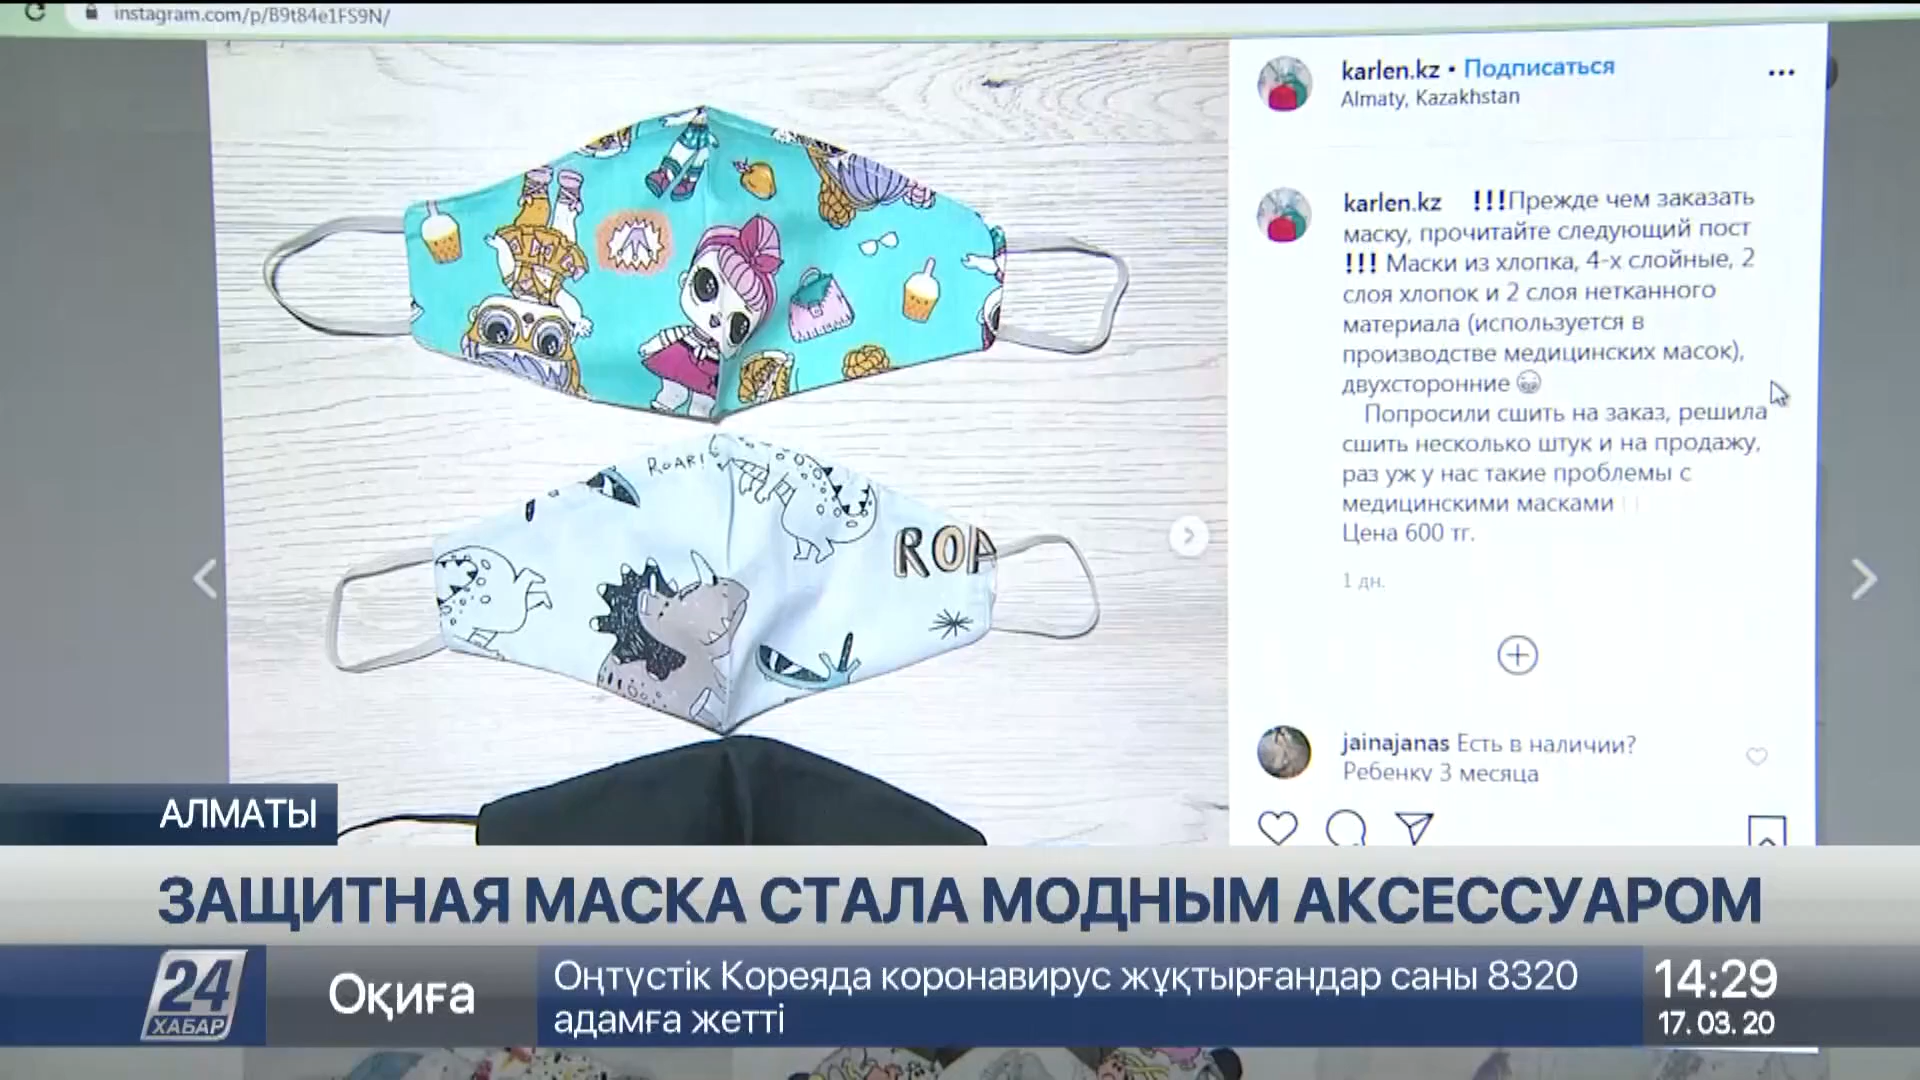 instagram.com/p/B9t84e1FS9N/
karlen.kz • Подписаться
Almaty, Kazakhstan
karlen.kz !!!Прежде чем заказать
маску, прочитайте следующий пост
!!! Маски из хлопка, 4-х слойные, 2
слоя хлопок и 2 слоя нетканного
материала (используется в
производстве медицинских масок),
двухсторонние
Попросили сшить на заказ, решила
сшить несколько штук и на продажу,
раз уж у нас такие проблемы с
медицинскими масками
Цена 600 тг.
1 дн.
jainajanas Есть в наличии?
Ребенку 3 месяца
ROAR!
ROA
АЛМАТЫ
ЗАЩИТНАЯ МАСКА СТАЛА МОДНЫМ АКСЕССУАРОМ
24
ХАБАР
Оқиға
Оңтүстік Кореяда коронавирус жұқтырғандар саны 8320
адамға жетті
14:29
17. 03. 20